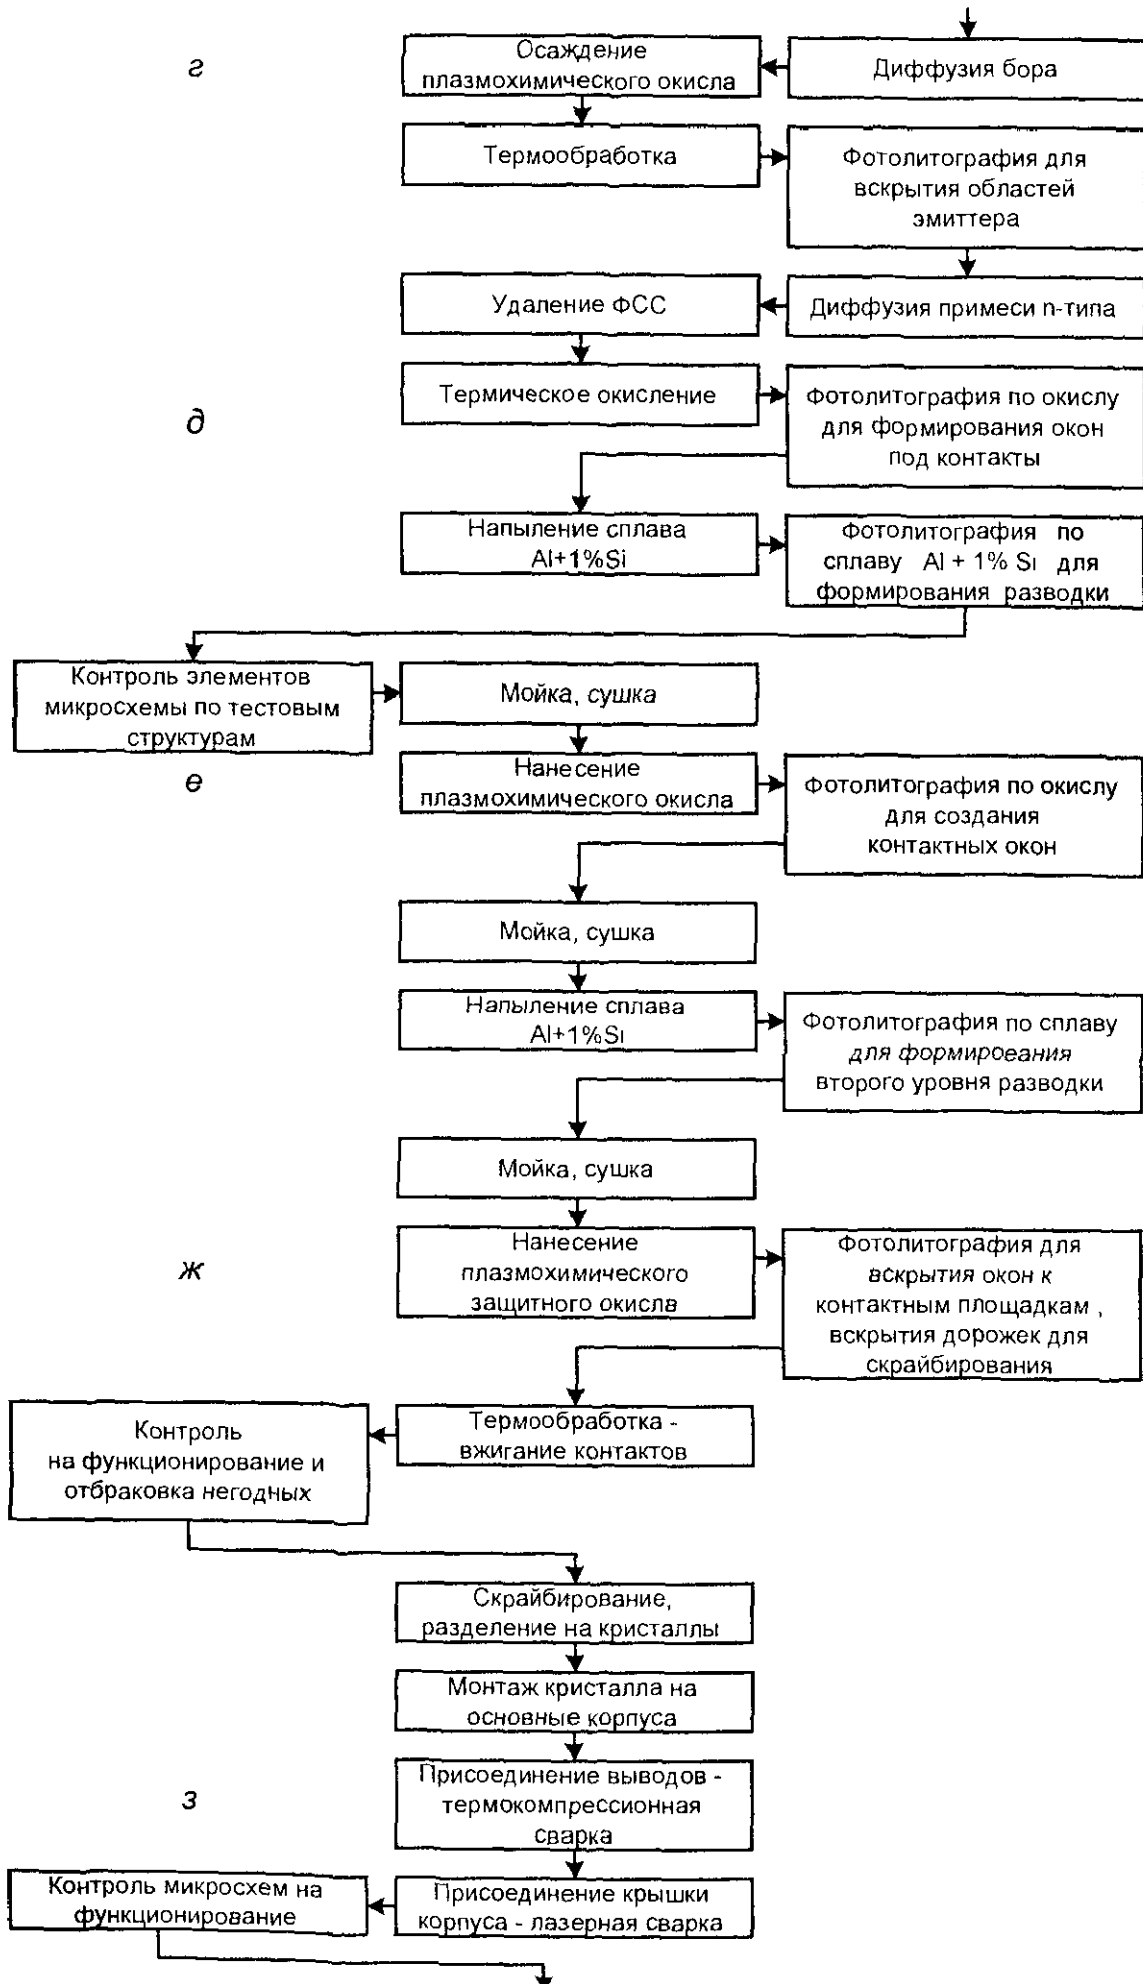 г
Осаждение
плазмохимического окисла
Диффузия бора
Термообработка
Фотолитография для
вскрытия областей
эмиттера
Удаление ФСС
Диффузия примеси n-типа
д
Термическое окисление
Фотолитография по окислу
для формирования окон
под контакты
Напыление сплава
Al+1%Si
Фотолитография по
сплаву Al + 1% Si для
формирования разводки
Контроль элементов
микросхемы по тестовым
структурам
Мойка, сушка
е
Нанесение
плазмохимического окисла
Фотолитография по окислу
для создания
контактных окон
Мойка, сушка
Напыление сплава
Al+1%Si
Фотолитография по сплаву
для формирования
второго уровня разводки
Мойка, сушка
ж
Нанесение
плазмохимического
защитного окисла
Фотолитография для
вскрытия окон к
контактным площадкам ,
вскрытия дорожек для
скрайбирования
Контроль
на функционирование и
отбраковка негодных
Термообработка -
вжигание контактов
Скрайбирование,
разделение на кристаллы
Монтаж кристалла на
основные корпуса
з
Присоединение выводов -
термокомпрессионная
сварка
Контроль микросхем на
функционирование
Присоединение крышки
корпуса - лазерная сварка